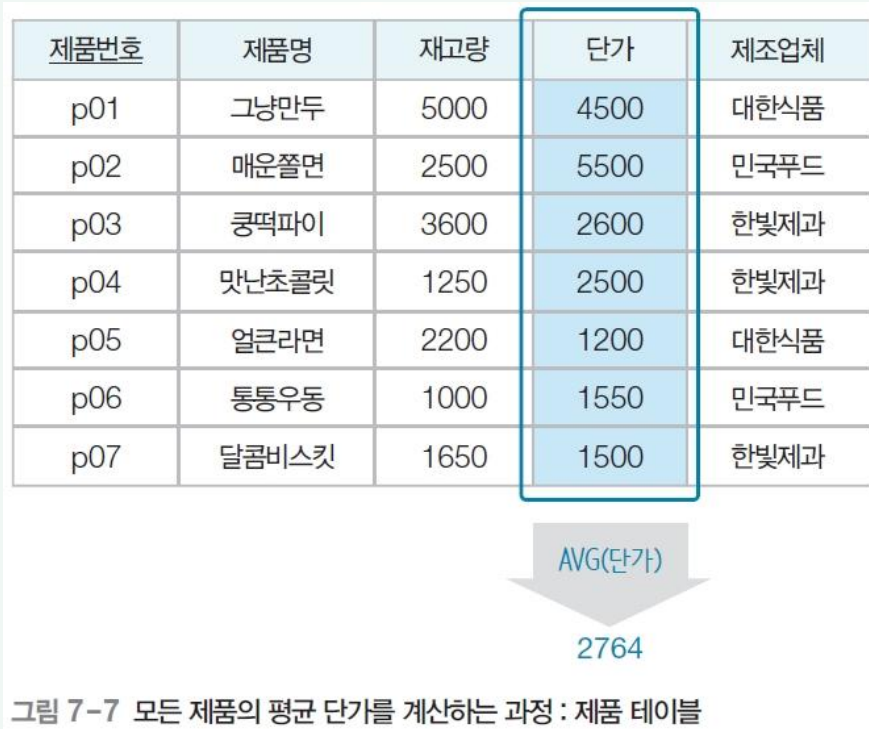 제품번호 제품명 재고량 단가 제조업체
p01 그냥만두 5000 4500 대한식품
p02 매운쫄면 2500 5500 민국푸드
p03 쿵떡파이 3600 2600 한빛제과
p04 맛난초콜릿 1250 2500 한빛제과
p05 얼큰라면 2200 1200 대한식품
p06 통통우동 1000 1550 민국푸드
p07 달콤비스킷 1650 1500 한빛제과
AVG(단가)
2764
그림 7-7 모든 제품의 평균 단가를 계산하는 과정 : 제품 테이블